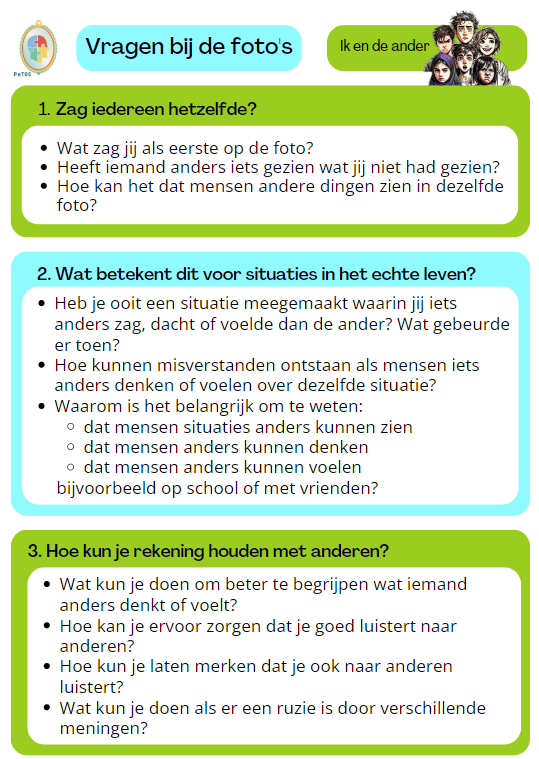 PeTOS
Vragen bij de foto's
Ik en de ander
1. Zag iedereen hetzelfde?
• Wat zag jij als eerste op de foto?
• Heeft iemand anders iets gezien wat jij niet had gezien?
• Hoe kan het dat mensen andere dingen zien in dezelfde
foto?
2. Wat betekent dit voor situaties in het echte leven?
• Heb je ooit een situatie meegemaakt waarin jij iets
anders zag, dacht of voelde dan de ander? Wat gebeurde
er toen?
• Hoe kunnen misverstanden ontstaan als mensen iets
anders denken of voelen over dezelfde situatie?
• Waarom is het belangrijk om te weten:
○ dat mensen situaties anders kunnen zien
○ dat mensen anders kunnen denken
○ dat mensen anders kunnen voelen
bijvoorbeeld op school of met vrienden?
3. Hoe kun je rekening houden met anderen?
• Wat kun je doen om beter te begrijpen wat iemand
anders denkt of voelt?
• Hoe kan je ervoor zorgen dat je goed luistert naar
anderen?
• Hoe kun je laten merken dat je ook naar anderen
luistert?
• Wat kun je doen als er een ruzie is door verschillende
meningen?